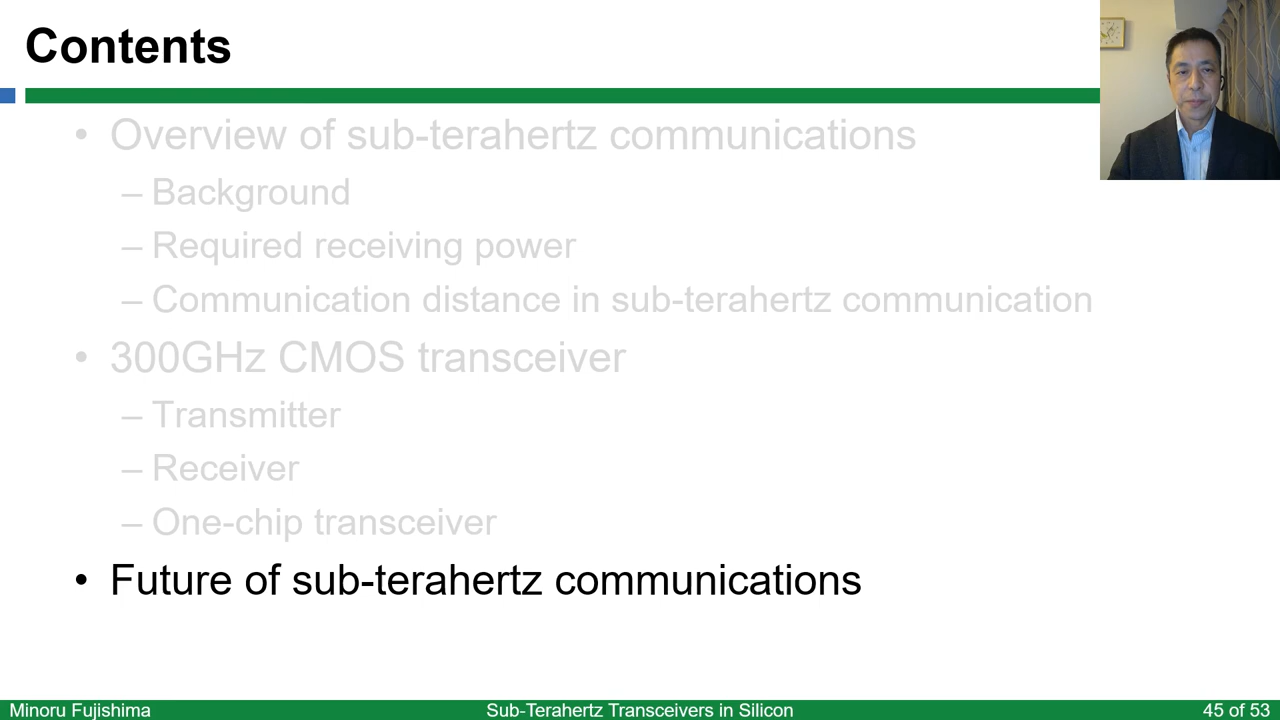 Contents
• Overview of sub-terahertz communications
– Background
– Required receiving power
– Communication distance in sub-terahertz communication
• 300GHz CMOS transceiver
– Transmitter
– Receiver
– One-chip transceiver
• Future of sub-terahertz communications
Minoru Fujishima
Sub-Terahertz Transceivers in Silicon
45 of 53